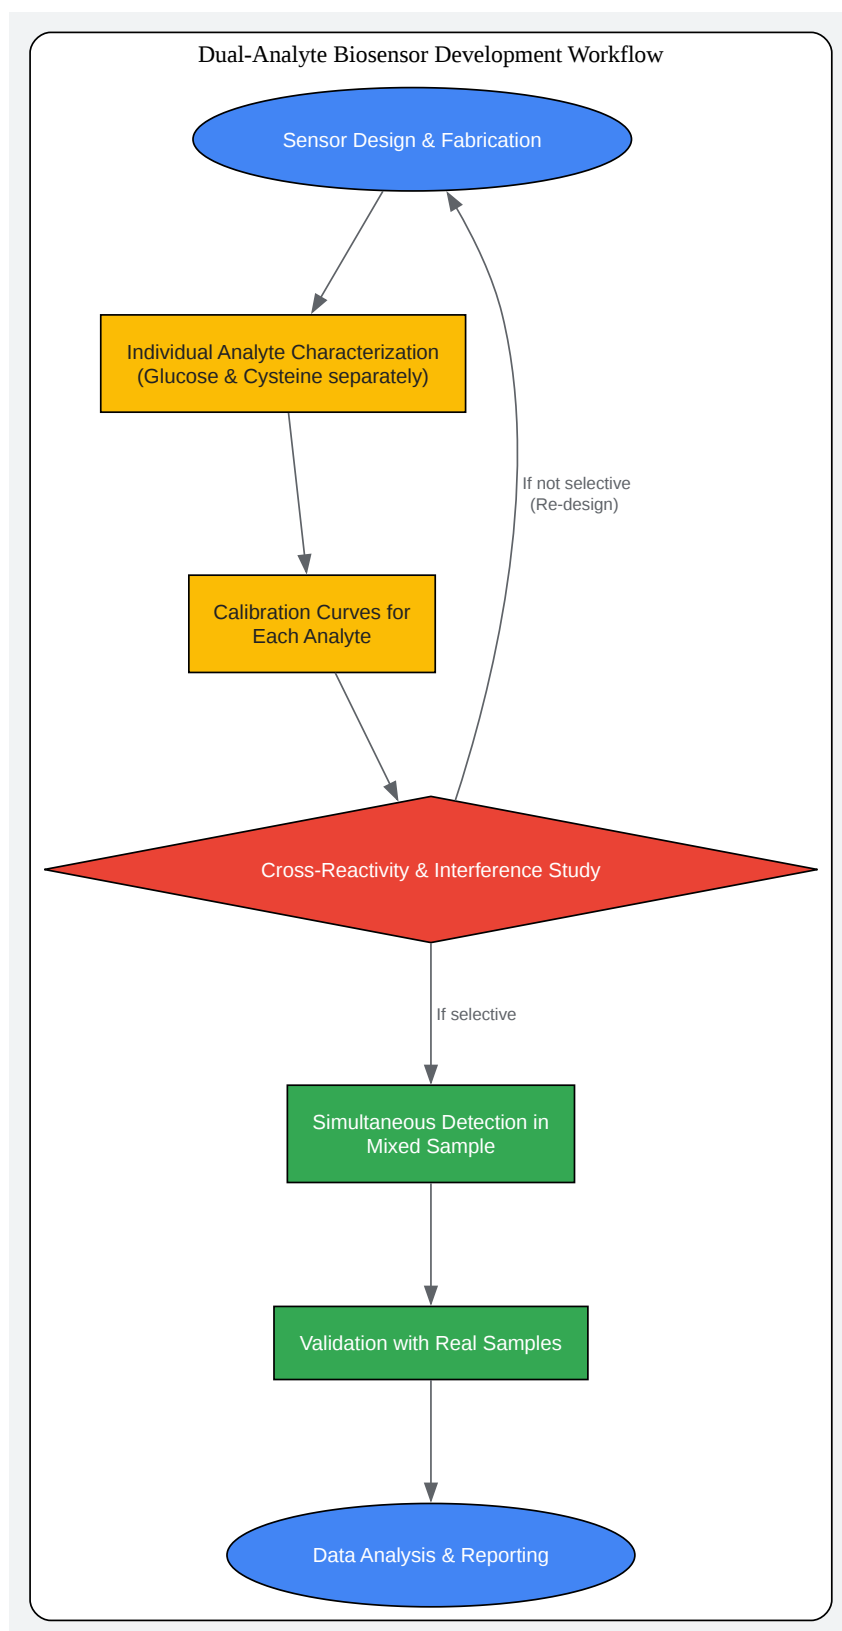 Dual-Analyte Biosensor Development Workflow
Sensor Design & Fabrication
Individual Analyte Characterization
(Glucose & Cysteine separately)
If not selective
(Re-design)
Calibration Curves for
Each Analyte
Cross-Reactivity & Interference Study
If selective
Simultaneous Detection in
Mixed Sample
Validation with Real Samples
Data Analysis & Reporting